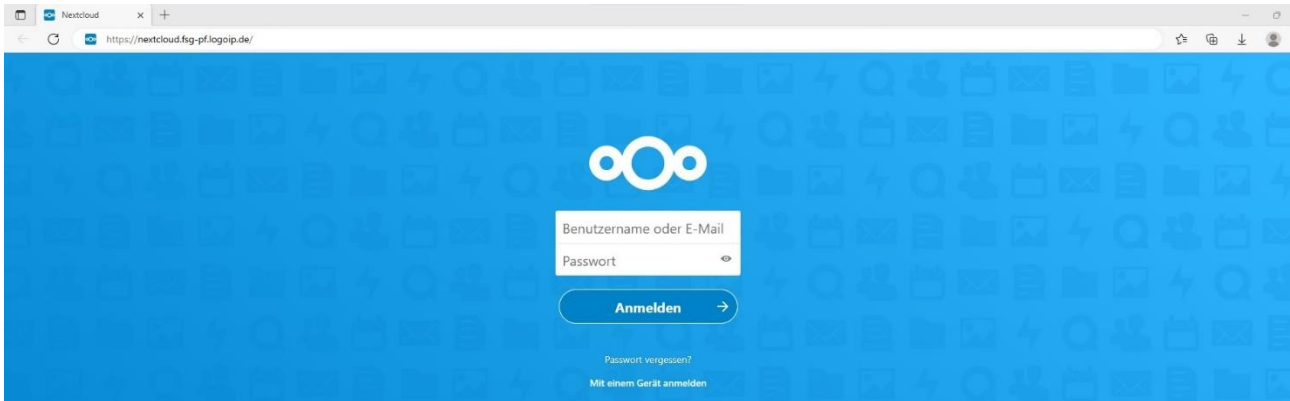 Nextcloud
https://nextcloud.fsg-pf.logoip.de/
Benutzername oder E-Mail
Passwort
Anmelden
Passwort vergessen?
Mit einem Gerät anmelden